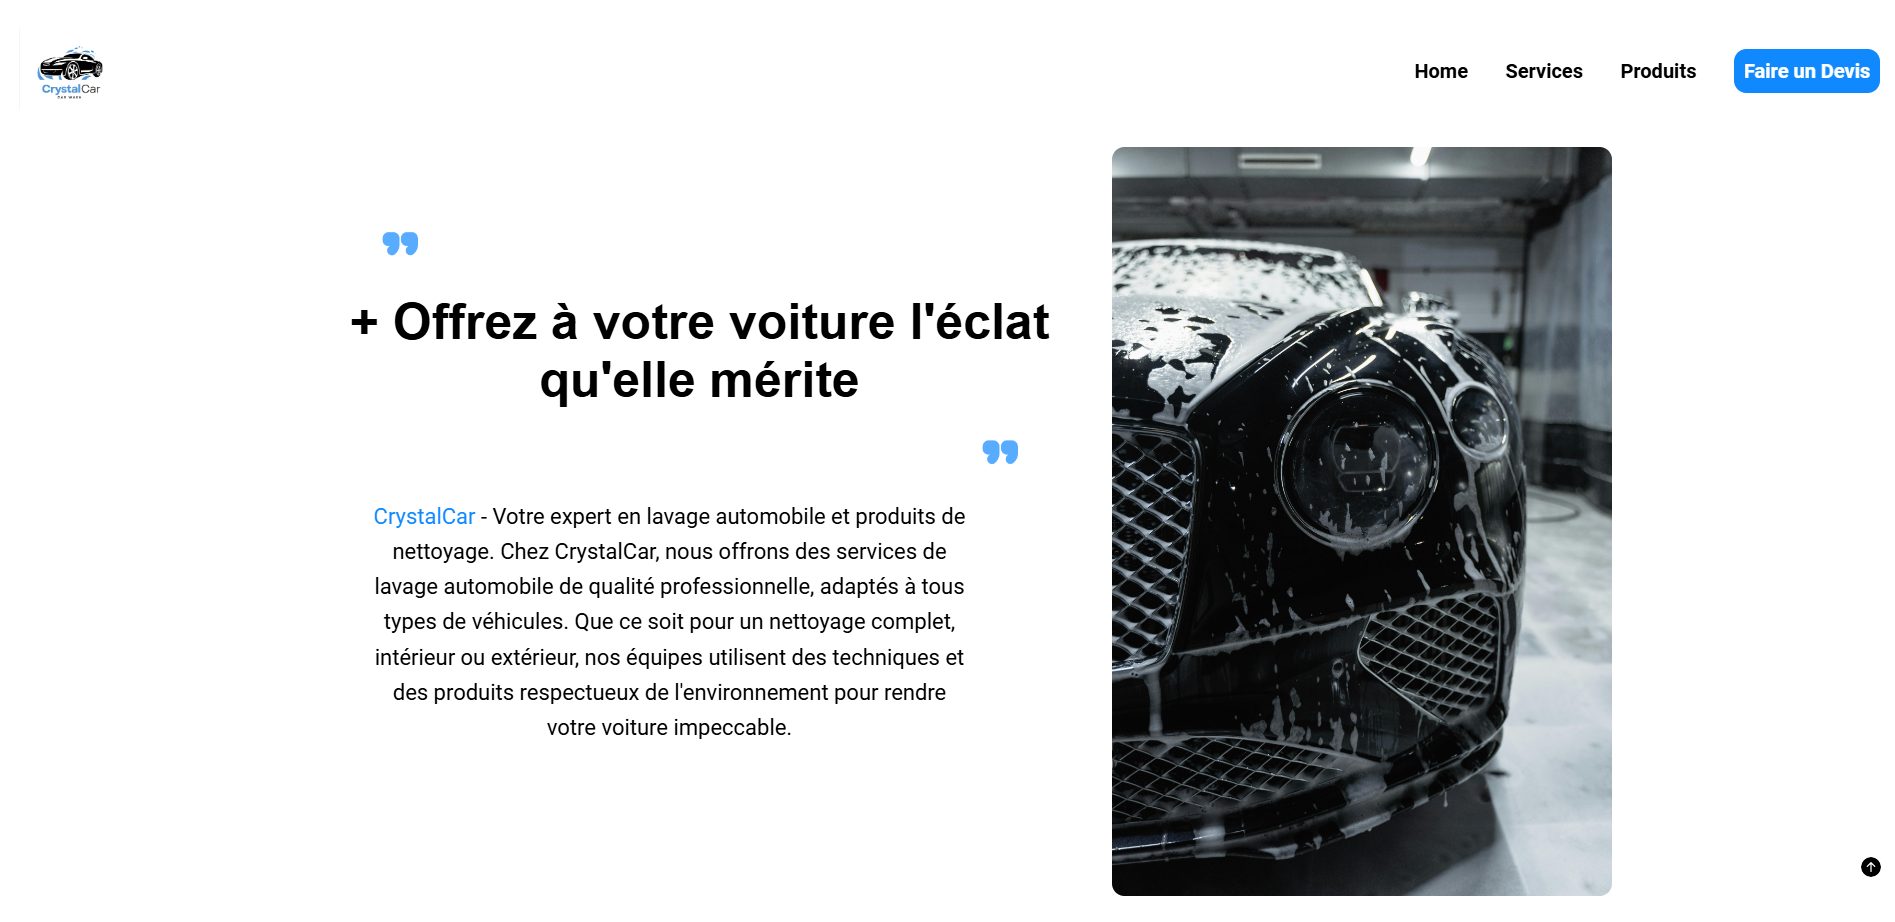 CrystalCar
CAR WASH
Home Services Produits Faire un Devis
”
+ Offrez à votre voiture l'éclat
qu'elle mérite
”
CrystalCar - Votre expert en lavage automobile et produits de
nettoyage. Chez CrystalCar, nous offrons des services de
lavage automobile de qualité professionnelle, adaptés à tous
types de véhicules. Que ce soit pour un nettoyage complet,
intérieur ou extérieur, nos équipes utilisent des techniques et
des produits respectueux de l'environnement pour rendre
votre voiture impeccable.